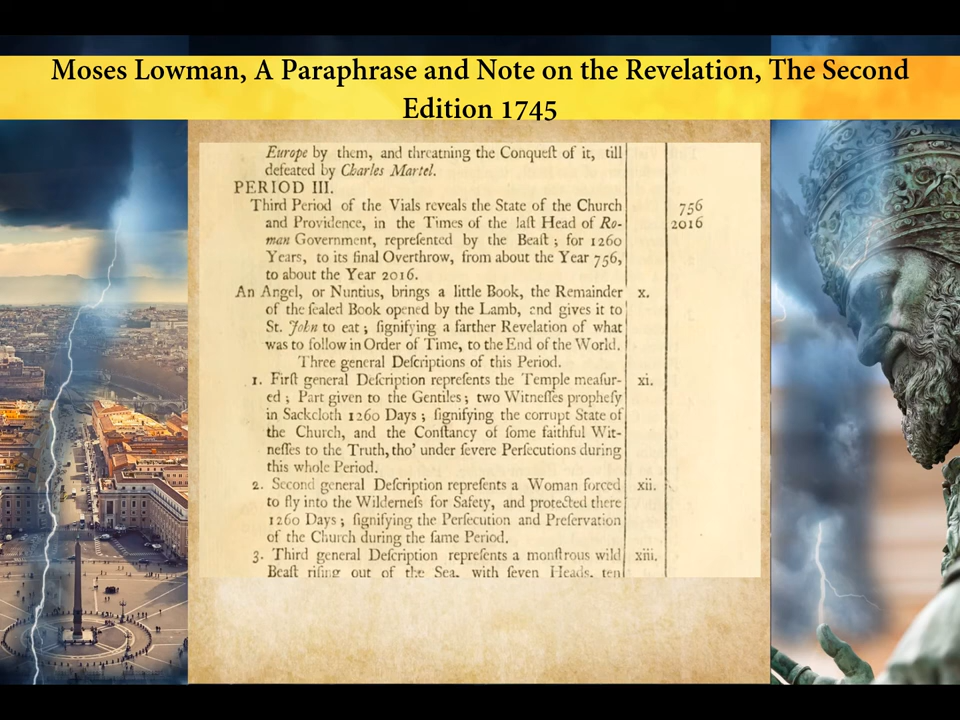 Moses Lowman, A Paraphrase and Note on the Revelation, The Second
Edition 1745
Europe by them, and threatning the Conqueſt of it, till
defeated by Charles Martel.
PERIOD III.
Third Period of the Vials reveals the State of the Church 756
and Providence, in the Times of the laſt Head of Ro- 2016
man Government, repreſented by the Beaſt ; for 1260
Years, to its final Overthrow, from about the Year 756,
to about the Year 2016.
An Angel, or Nuntius, brings a little Book, the Remainder x.
of the ſealed Book opened by the Lamb, and gives it to
St. John to eat ; ſignifying a farther Revelation of what
was to follow in Order of Time, to the End of the World.
Three general Deſcriptions of this Period.
1. Firſt general Deſcription repreſents the Temple meaſur- xi.
ed ; Part given to the Gentiles ; two Witneſſes propheſy
in Sackcloth 1260 Days ; ſignifying the corrupt State of
the Church, and the Conſtancy of ſome faithful Wit-
neſſes to the Truth, tho' under ſevere Perſecutions during
this whole Period.
2. Second general Deſcription repreſents a Woman forced xii.
to fly into the Wilderneſs for Safety, and protected there
1260 Days ; ſignifying the Perſecution and Preſervation
of the Church during the ſame Period.
3. Third general Deſcription repreſents a monſtrous wild xiii.
Beaſt riſing out of the Sea, with ſeven Heads, ten